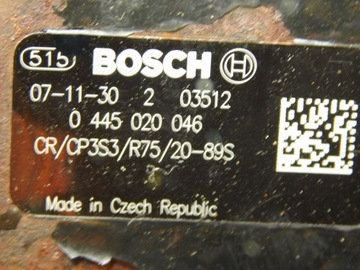 515 BOSCH
07-11-30 2 03512
0 445 020 046
CR/CP3S3/R75/20-89S
Made in Czech Republic